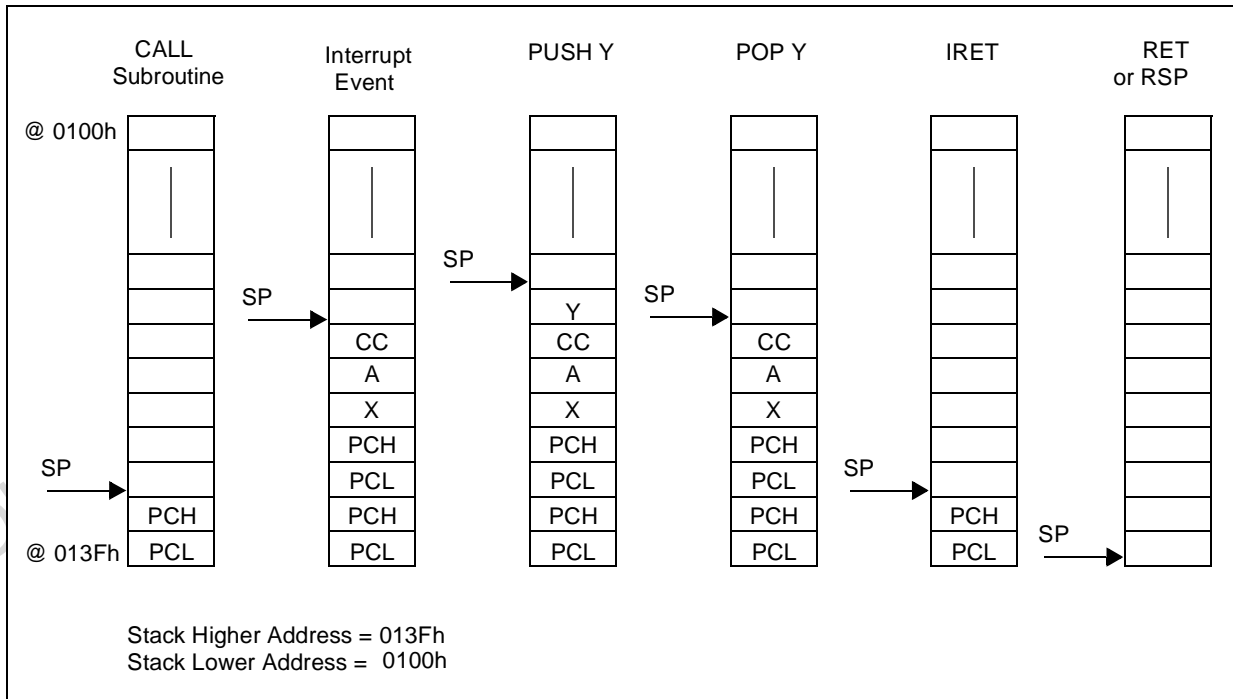 CALL
Subroutine
Interrupt
Event
PUSH Y
POP Y
IRET
RET
or RSP
@ 0100h
SP
SP
SP
Y
CC
CC
CC
A
A
A
X
X
X
PCH
PCH
PCH
SP
SP
PCL
PCL
PCL
PCH
PCH
PCH
PCH
PCH
SP
@ 013Fh
PCL
PCL
PCL
PCL
PCL
Stack Higher Address = 013Fh
Stack Lower Address = 0100h